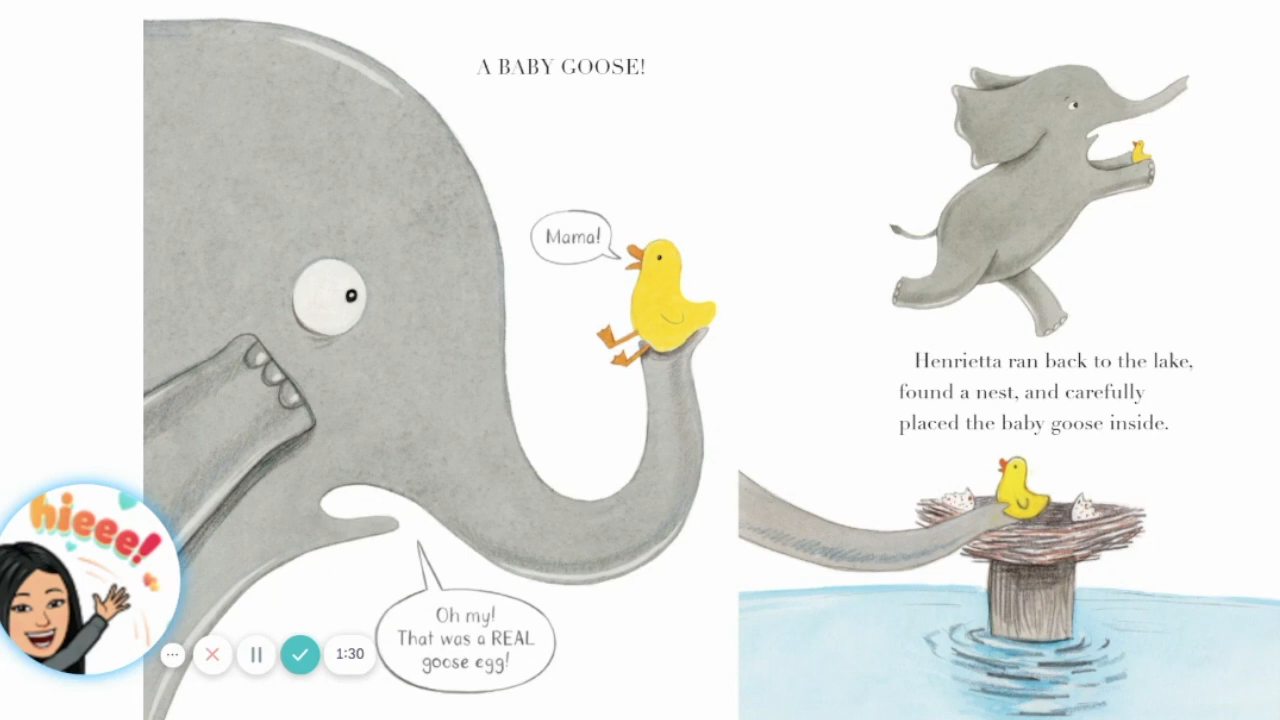 A BABY GOOSE!
Mama!
Oh my!
That was a REAL
goose egg!
Henrietta ran back to the lake,
found a nest, and carefully
placed the baby goose inside.
hieee!
1:30